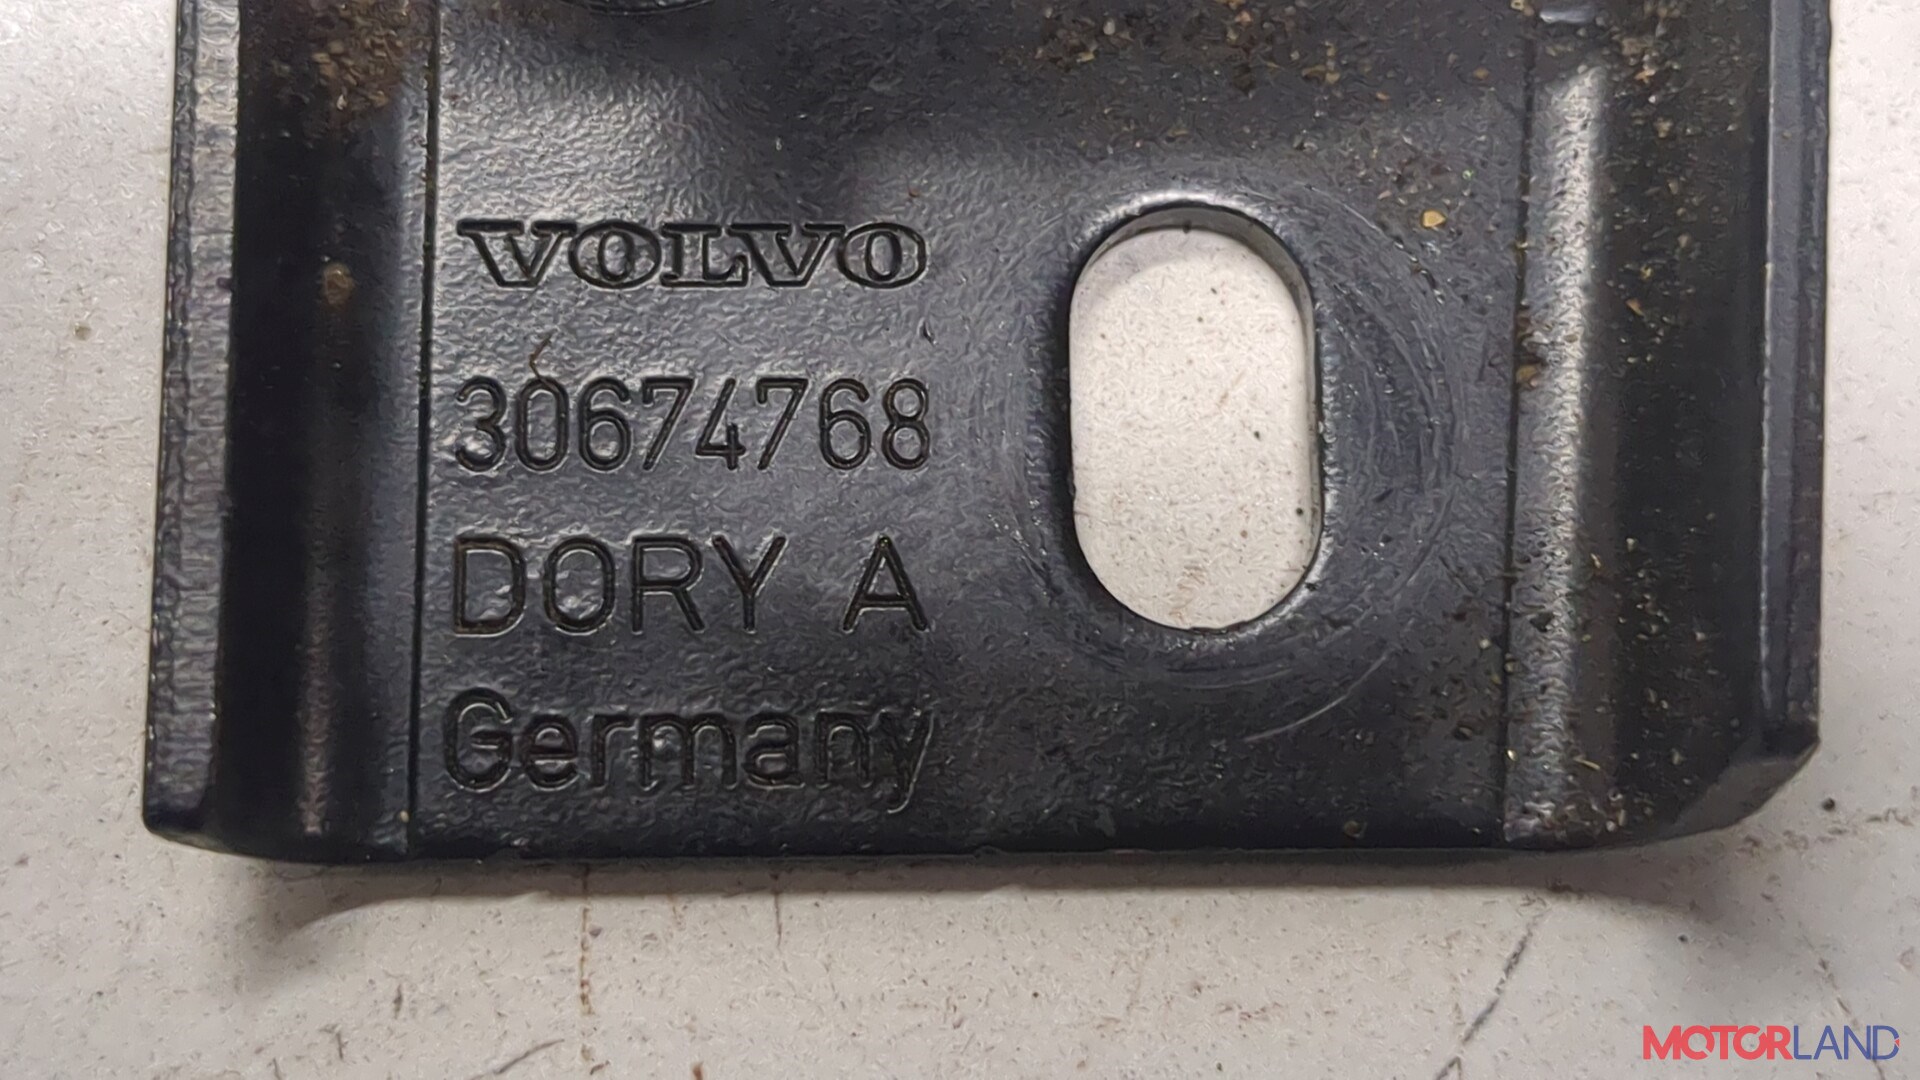 VOLVO
30674768
DORY A
Germany
MOTORLAND